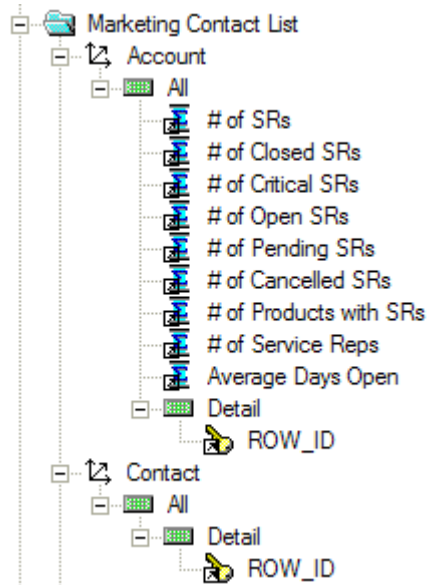 Marketing Contact List
Account
All
# of SRs
# of Closed SRs
# of Critical SRs
# of Open SRs
# of Pending SRs
# of Cancelled SRs
# of Products with SRs
# of Service Reps
Average Days Open
Detail
ROW_ID
Contact
All
Detail
ROW_ID